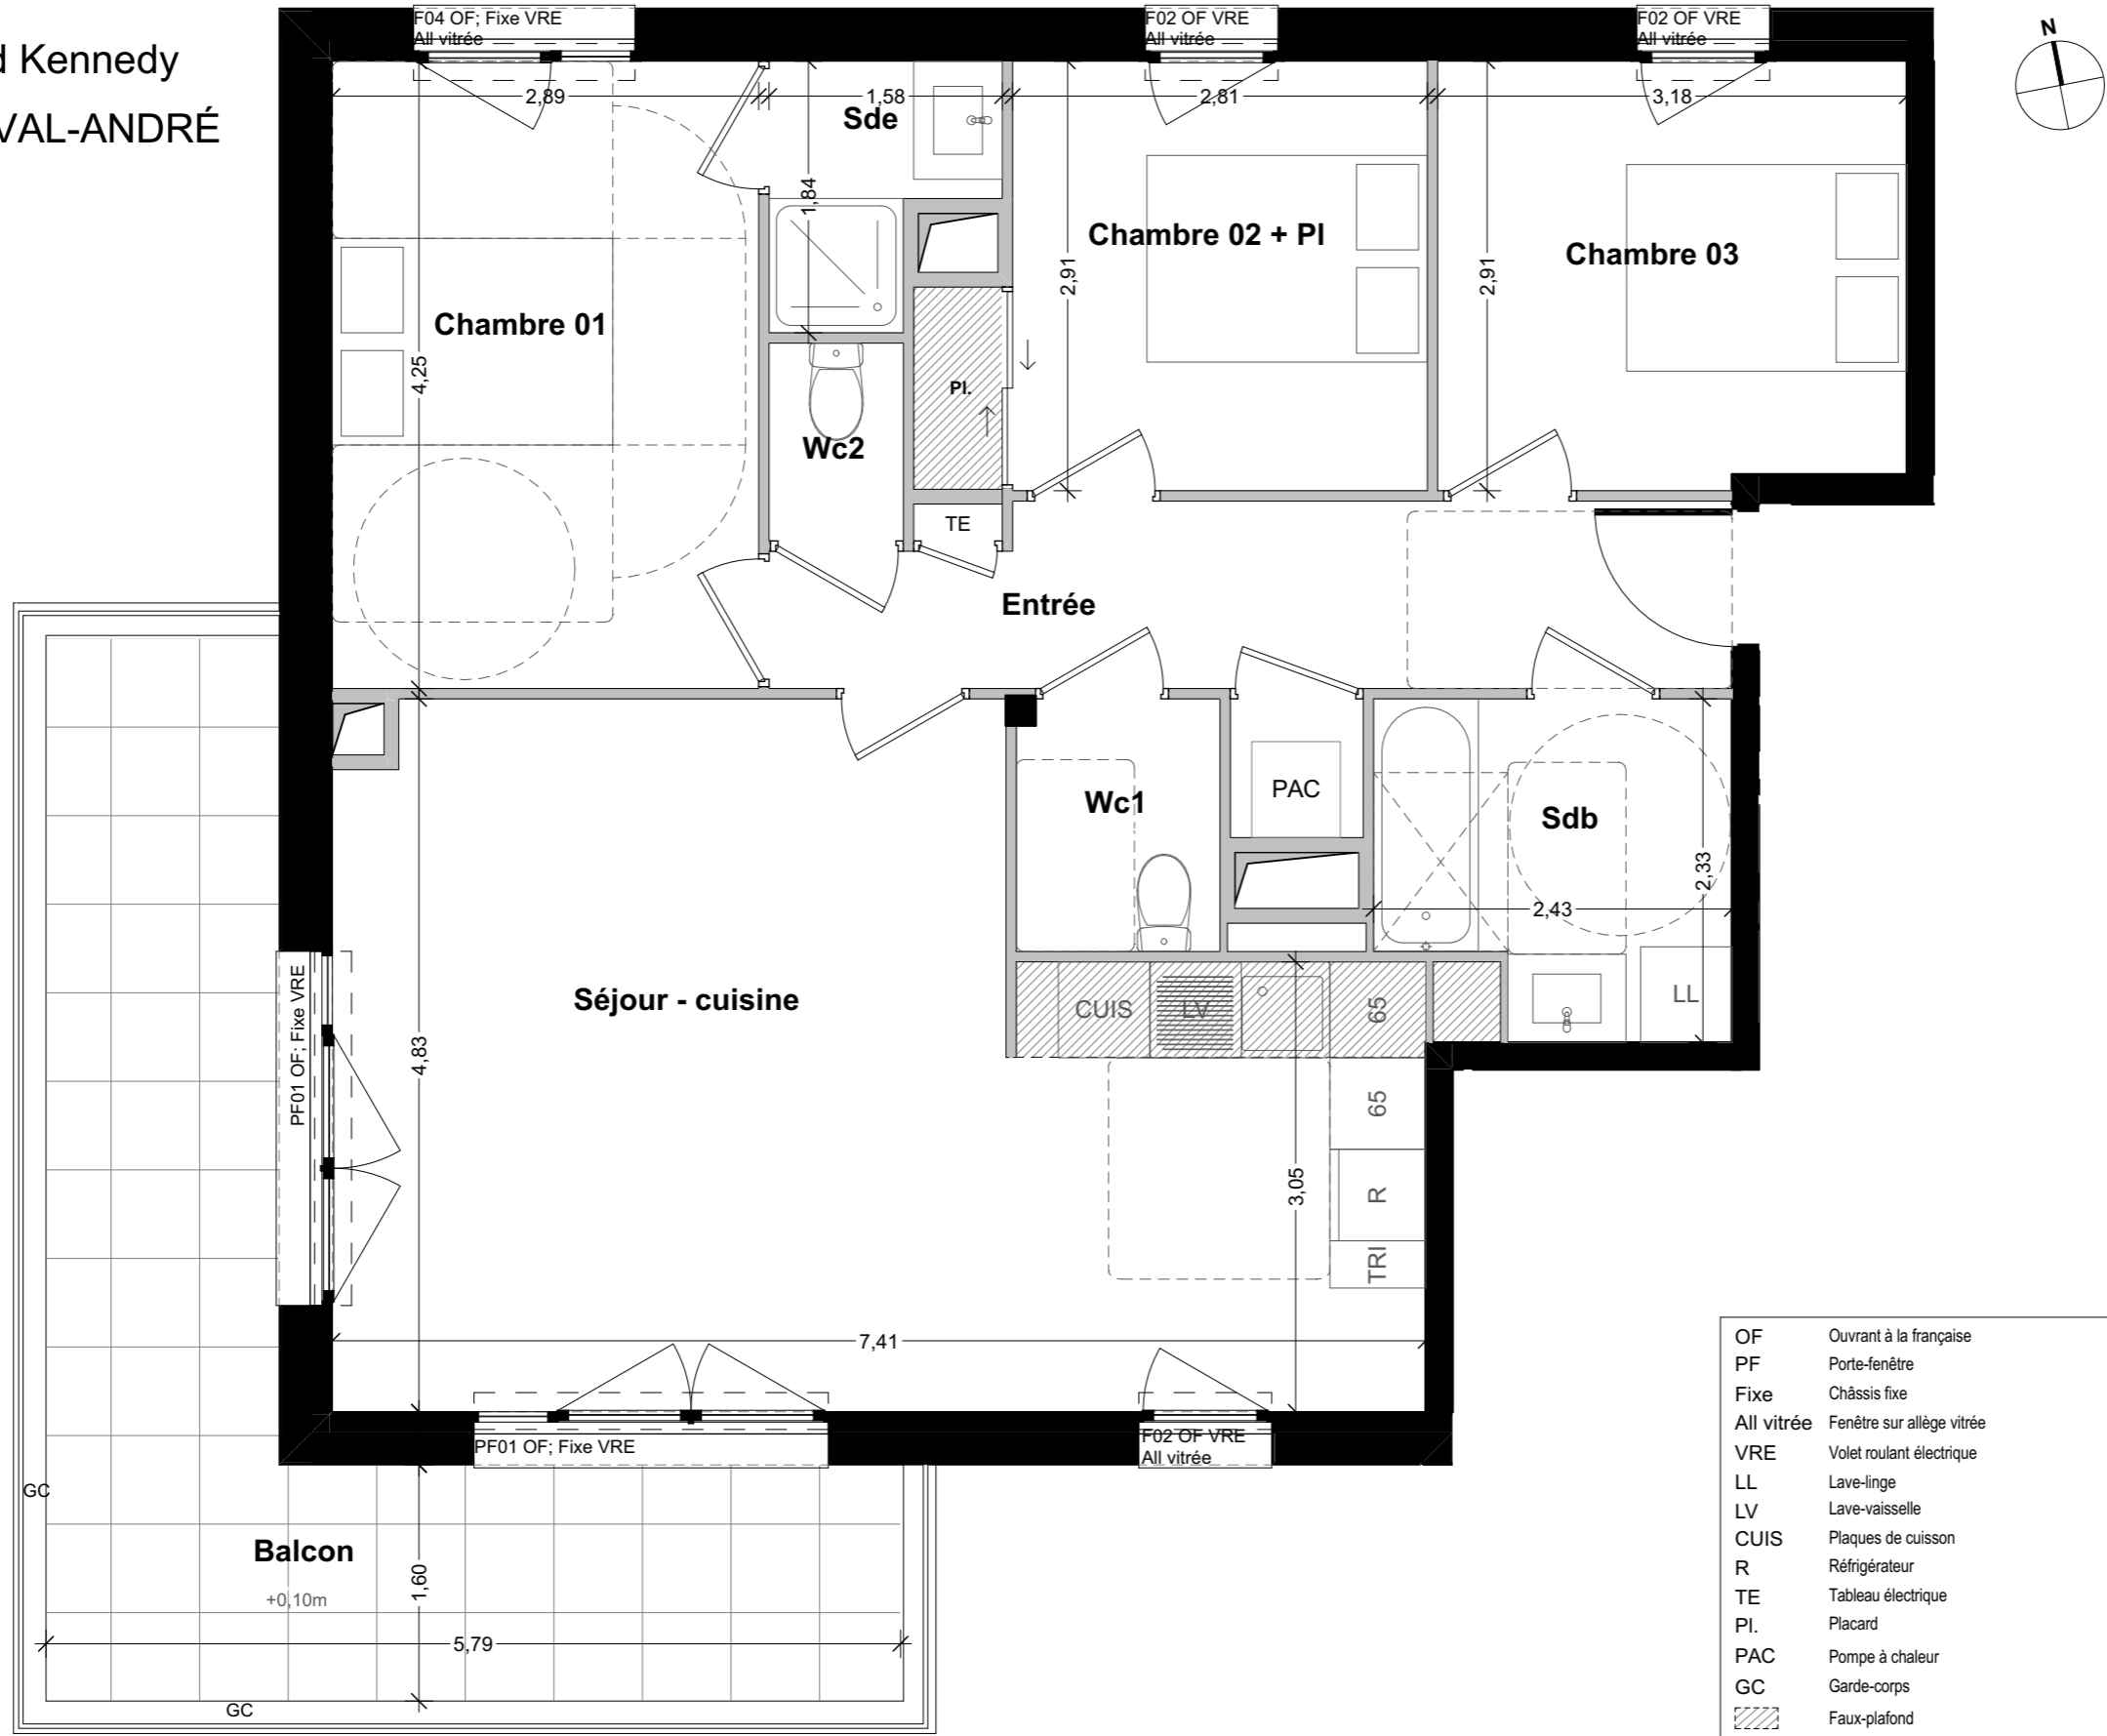 d Kennedy
VAL-ANDRÉ
F04 OF; Fixe VRE
All vitrée
F02 OF VRE
All vitrée
F02 OF VRE
All vitrée
N
2,89
1,58
2,81
3,18
Sde
1,84
Chambre 02 + Pl
Chambre 03
2,91
2,91
Chambre 01
4,25
Pl.
Wc2
TE
Entrée
PAC
Wc1
Sdb
2,33
2,43
Séjour - cuisine
CUIS
LV
65
LL
PF01 OF; Fixe VRE
4,83
65
3,05
R
TRI
7,41
PF01 OF; Fixe VRE
F02 OF VRE
All vitrée
GC
Balcon
+0,10m
1,60
5,79
GC
OF Ouvrant à la française
PF Porte-fenêtre
Fixe Châssis fixe
All vitrée Fenêtre sur allège vitrée
VRE Volet roulant électrique
LL Lave-linge
LV Lave-vaisselle
CUIS Plaques de cuisson
R Réfrigérateur
TE Tableau électrique
Pl. Placard
PAC Pompe à chaleur
GC Garde-corps
Faux-plafond